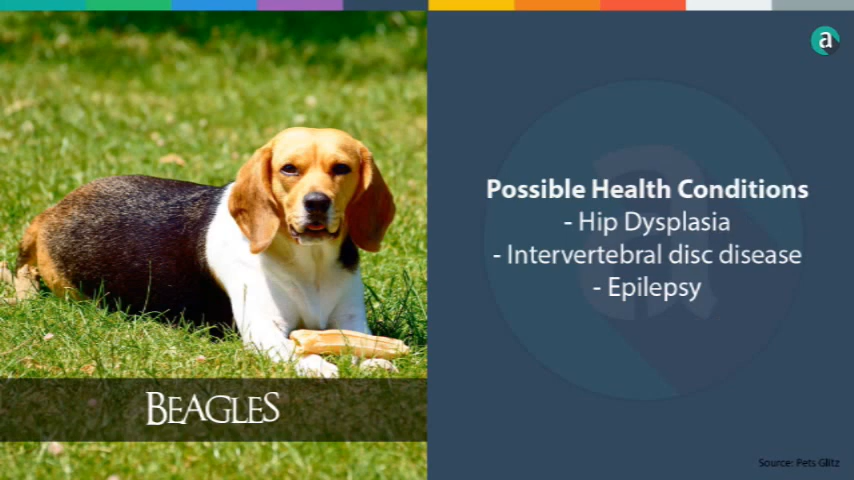 a
Possible Health Conditions
- Hip Dysplasia
- Intervertebral disc disease
- Epilepsy
BEAGLES
Source: Pets Glitz